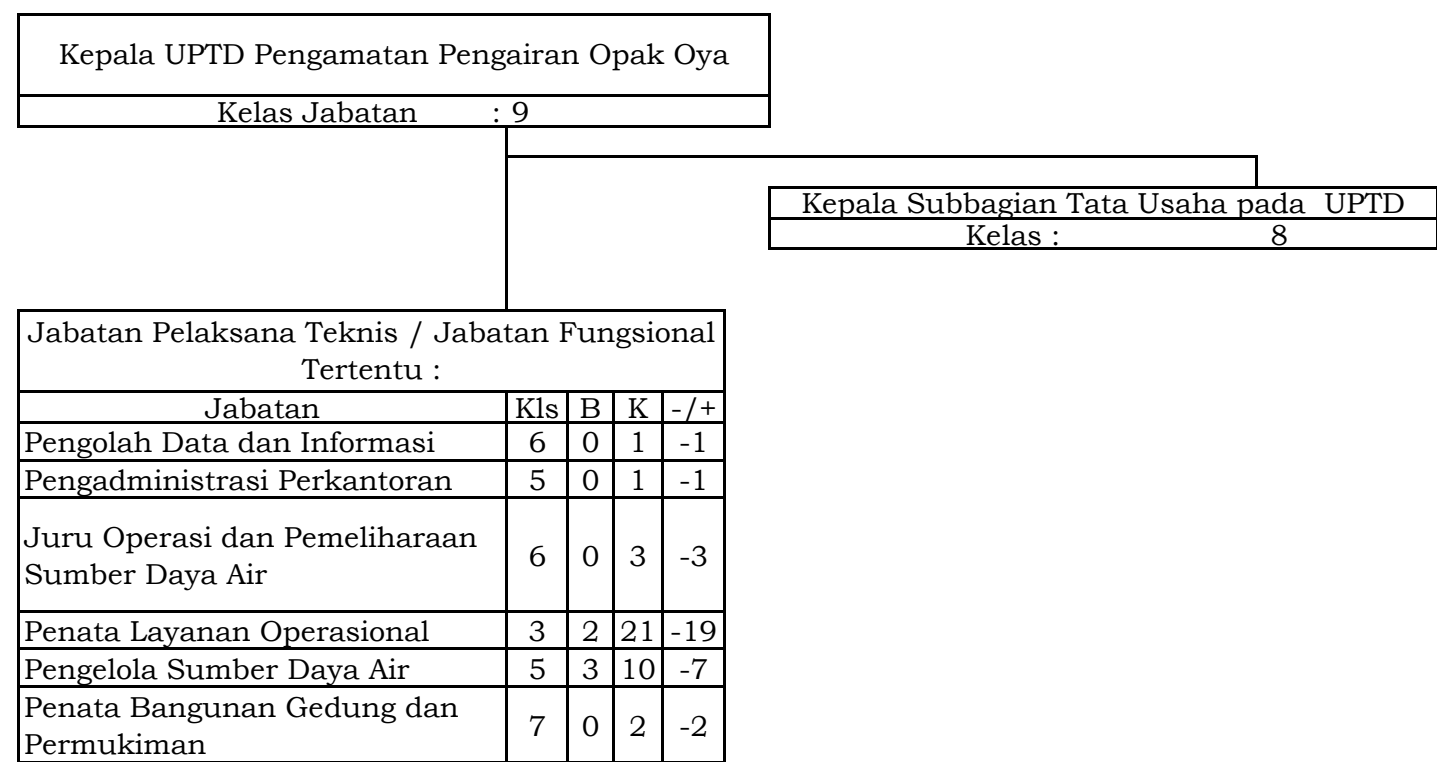 Kepala UPTD Pengamatan Pengairan Opak Oya
Kelas Jabatan : 9
Kepala Subbagian Tata Usaha pada UPTD
Kelas : 8
Jabatan Pelaksana Teknis / Jabatan Fungsional
Tertentu :
Jabatan Kls B K -/+
Pengolah Data dan Informasi 6 0 1 -1
Pengadministrasi Perkantoran 5 0 1 -1
Juru Operasi dan Pemeliharaan
Sumber Daya Air 6 0 3 -3
Penata Layanan Operasional 3 2 21 -19
Pengelola Sumber Daya Air 5 3 10 -7
Penata Bangunan Gedung dan
Permukiman 7 0 2 -2